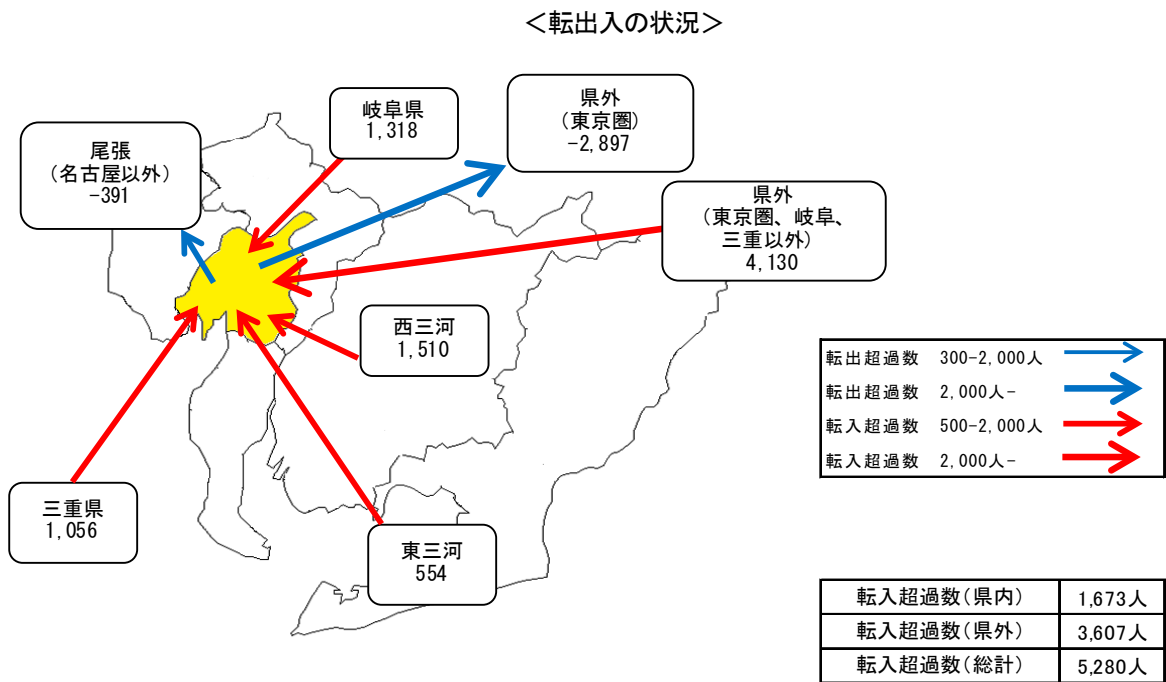 <転出入の状況>
岐阜県
1,318
県外
(東京圏)
-2,897
尾張
(名古屋以外)
-391
県外
(東京圏、岐阜、
三重以外)
4,130
西三河
1,510
三重県
1,056
東三河
554
転出超過数 300-2,000人
転出超過数 2,000人-
転入超過数 500-2,000人
転入超過数 2,000人-
転入超過数(県内) 1,673人
転入超過数(県外) 3,607人
転入超過数(総計) 5,280人